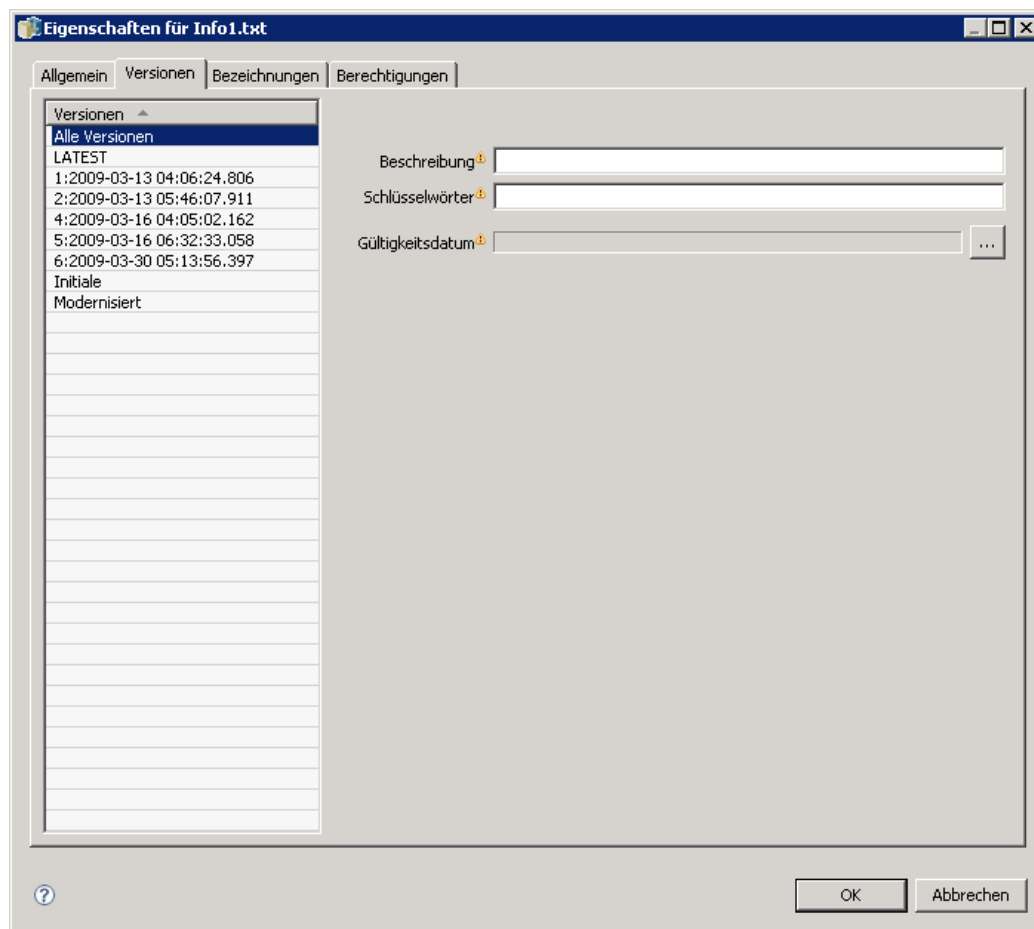 Eigenschaften für Info1.txt
Allgemein Versionen Bezeichnungen Berechtigungen
Versionen
Alle Versionen
LATEST
1:2009-03-13 04:06:24.806
2:2009-03-13 05:46:07.911
4:2009-03-16 04:05:02.162
5:2009-03-16 06:32:33.058
6:2009-03-30 05:13:56.397
Initiale
Modernisiert
Beschreibung
Schlüsselwörter
Gültigkeitsdatum ...
OK Abbrechen